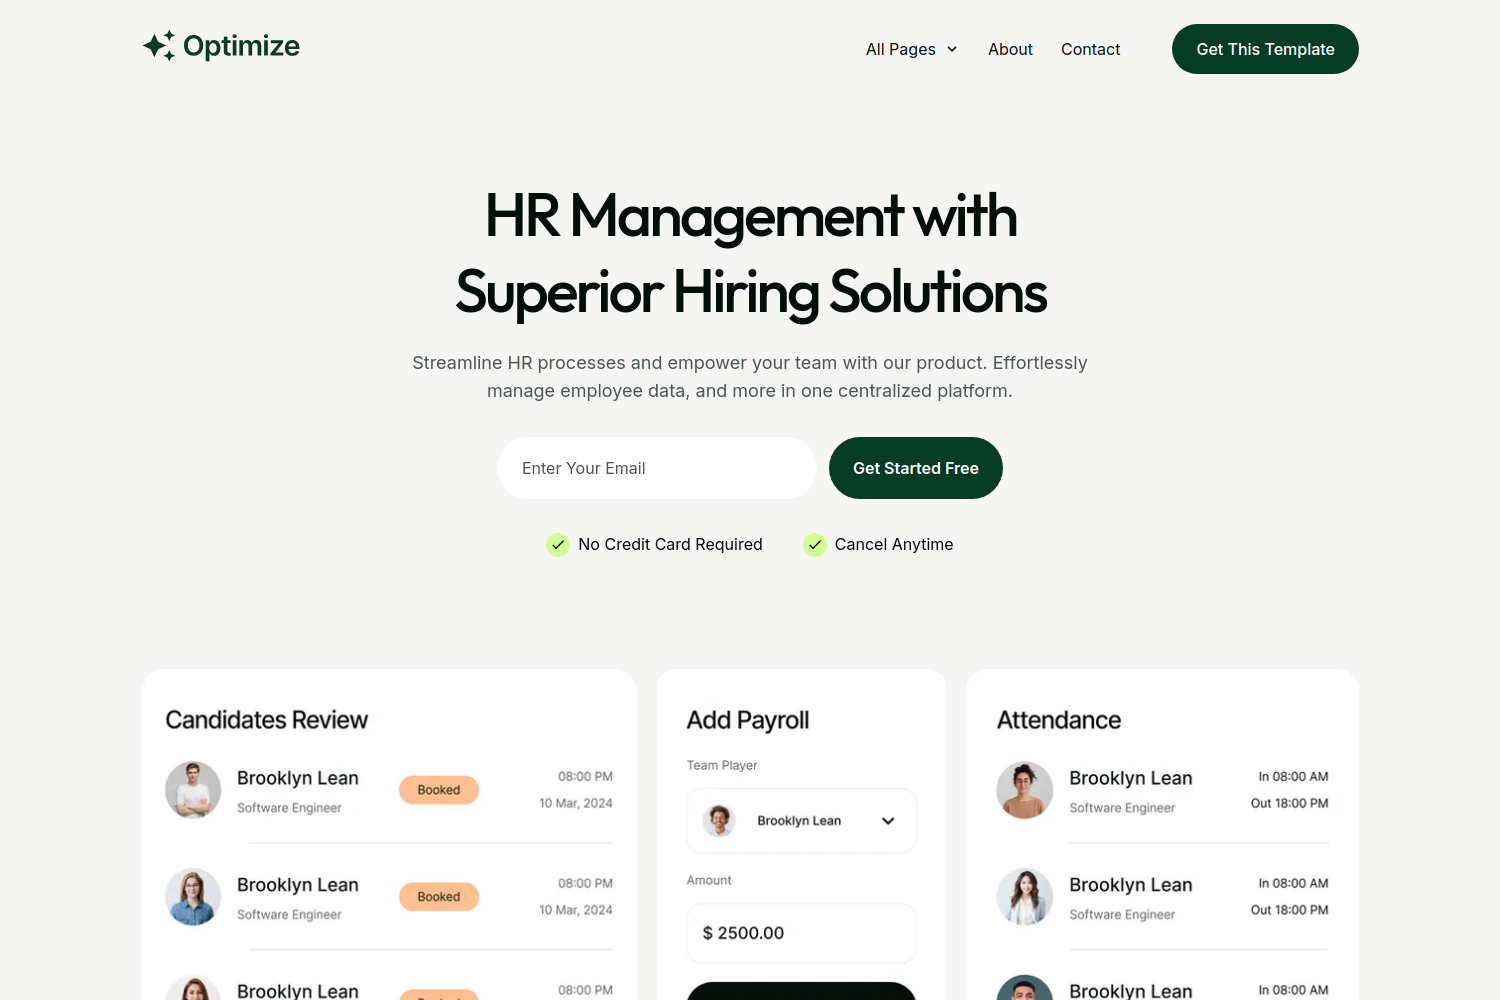 Optimize
All Pages
About
Contact
Get This Template
HR Management with
Superior Hiring Solutions
Streamline HR processes and empower your team with our product. Effortlessly
manage employee data, and more in one centralized platform.
Enter Your Email
Get Started Free
No Credit Card Required
Cancel Anytime
Candidates Review
Brooklyn Lean
Software Engineer
Booked
08:00 PM
10 Mar, 2024
Brooklyn Lean
Software Engineer
Booked
08:00 PM
10 Mar, 2024
Brooklyn Lean
Booked
08:00 PM
Add Payroll
Team Player
Brooklyn Lean
Amount
$ 2500.00
Attendance
Brooklyn Lean
Software Engineer
In 08:00 AM
Out 18:00 PM
Brooklyn Lean
Software Engineer
In 08:00 AM
Out 18:00 PM
Brooklyn Lean
In 08:00 AM